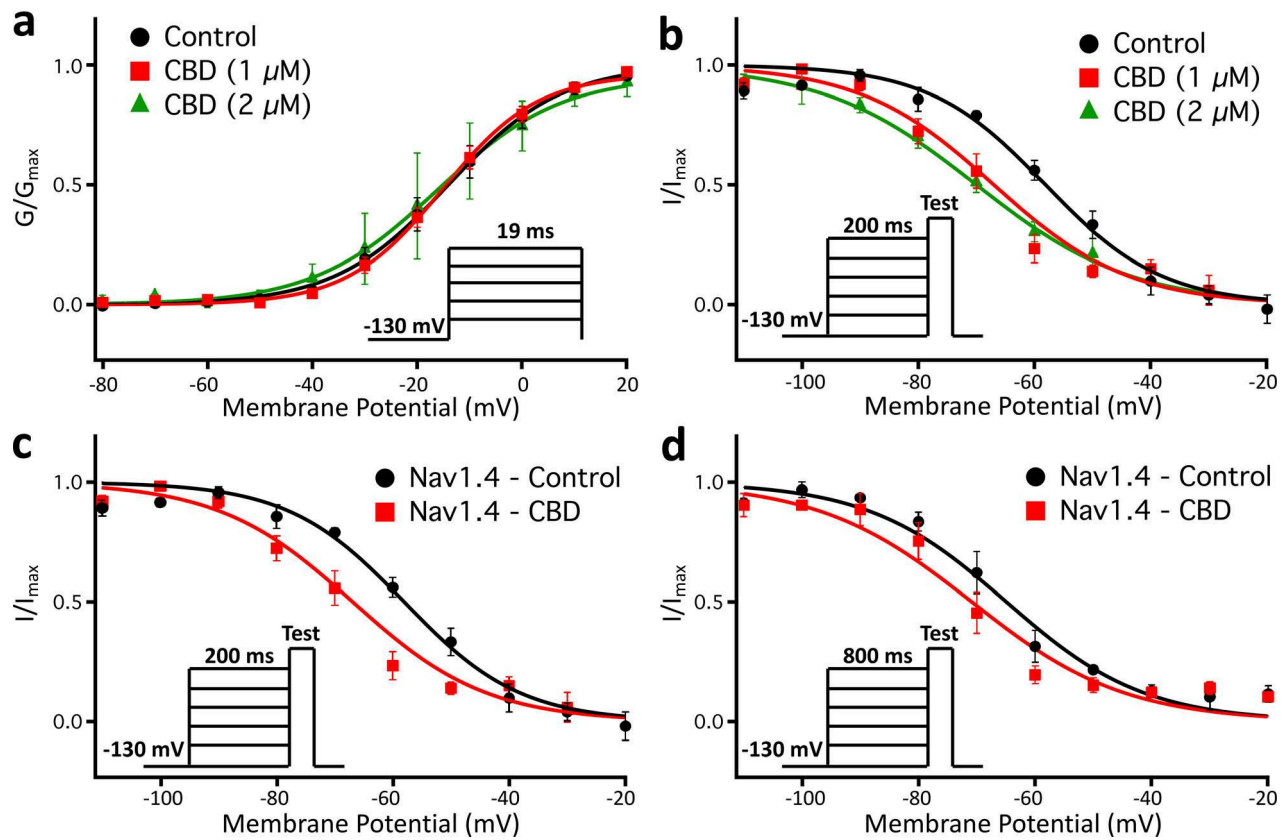 a
Control
CBD (1 µM)
CBD (2 µM)
G/Gmax
1.0
0.5
0.0
19 ms
-130 mV
-80
-60
-40
-20
0
20
Membrane Potential (mV)
b
Control
CBD (1 µM)
CBD (2 µM)
I/Imax
1.0
0.5
0.0
Test
200 ms
-130 mV
-100
-80
-60
-40
-20
Membrane Potential (mV)
c
Nav1.4 - Control
Nav1.4 - CBD
I/Imax
1.0
0.5
0.0
Test
200 ms
-130 mV
-100
-80
-60
-40
-20
Membrane Potential (mV)
d
Nav1.4 - Control
Nav1.4 - CBD
I/Imax
1.0
0.5
0.0
Test
800 ms
-130 mV
-100
-80
-60
-40
-20
Membrane Potential (mV)